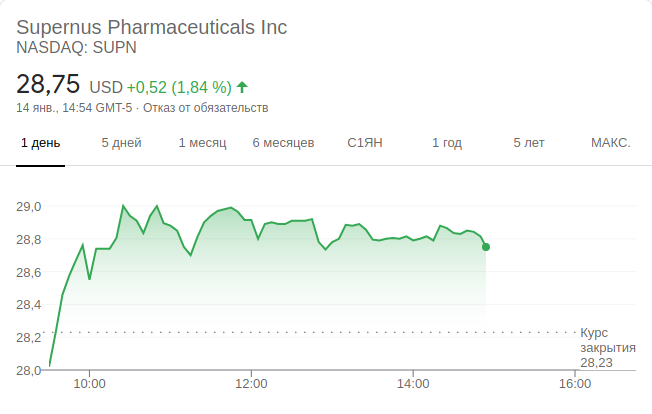 Supernus Pharmaceuticals Inc
NASDAQ: SUPN
28,75 USD +0,52 (1,84 %)
14 янв., 14:54 GMT-5 · Отказ от обязательств
1 день 5 дней 1 месяц 6 месяцев С1ЯН 1 год 5 лет МАКС.
29,0
28,8
28,6
28,4
28,2
28,0
Курс
закрытия
28,23
10:00 12:00 14:00 16:00